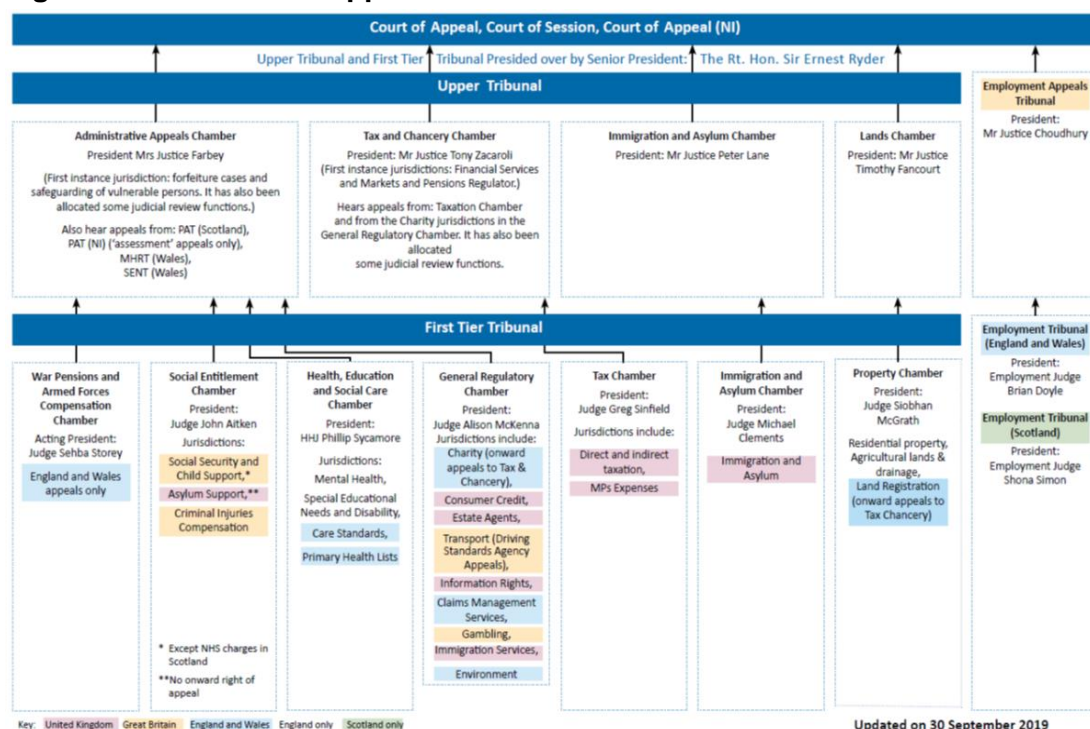 Court of Appeal, Court of Session, Court of Appeal (NI)
Upper Tribunal and First Tier Tribunal Presided over by Senior President: The Rt. Hon. Sir Ernest Ryder
Upper Tribunal
Administrative Appeals Chamber
President Mrs Justice Farbey
(First instance jurisdiction: forfeiture cases and
safeguarding of vulnerable persons. It has also been
allocated some judicial review functions.)
Also hear appeals from: PAT (Scotland),
PAT (NI) (‘assessment’ appeals only),
MHRT (Wales),
SENT (Wales)
Tax and Chancery Chamber
President: Mr Justice Tony Zacaroli
(First instance jurisdictions: Financial Services
and Markets and Pensions Regulator.)
Hears appeals from: Taxation Chamber
and from the Charity jurisdictions in the
General Regulatory Chamber. It has also been
allocated
some judicial review functions.
Immigration and Asylum Chamber
President: Mr Justice Peter Lane
Lands Chamber
President: Mr Justice
Timothy Fancourt
Employment Appeals
Tribunal
President:
Mr Justice Choudhury
First Tier Tribunal
War Pensions and
Armed Forces
Compensation
Chamber
Acting President:
Judge Sehba Storey
England and Wales
appeals only
Social Entitlement
Chamber
President:
Judge John Aitken
Jurisdictions:
Social Security and
Child Support,*
Asylum Support,**
Criminal Injuries
Compensation
* Except NHS charges in
Scotland
**No onward right of
appeal
Health, Education
and Social Care
Chamber
President:
HHJ Phillip Sycamore
Jurisdictions:
Mental Health,
Special Educational
Needs and Disability,
Care Standards,
Primary Health Lists
General Regulatory
Chamber
President:
Judge Alison McKenna
Jurisdictions include:
Charity (onward
appeals to Tax &
Chancery),
Consumer Credit,
Estate Agents,
Transport (Driving
Standards Agency
Appeals),
Information Rights,
Claims Management
Services,
Gambling,
Immigration Services,
Environment
Tax Chamber
President:
Judge Greg Sinfield
Jurisdictions include:
Direct and indirect
taxation,
MPs Expenses
Immigration and
Asylum Chamber
President:
Judge Michael
Clements
Immigration and
Asylum
Property Chamber
President:
Judge Siobhan
McGrath
Residential property,
Agricultural lands &
drainage,
Land Registration
(onward appeals to
Tax Chancery)
Employment Tribunal
(England and Wales)
President:
Employment Judge
Brian Doyle
Employment Tribunal
(Scotland)
President:
Employment Judge
Shona Simon
Key: United Kingdom Great Britain England and Wales England only Scotland only
Updated on 30 September 2019